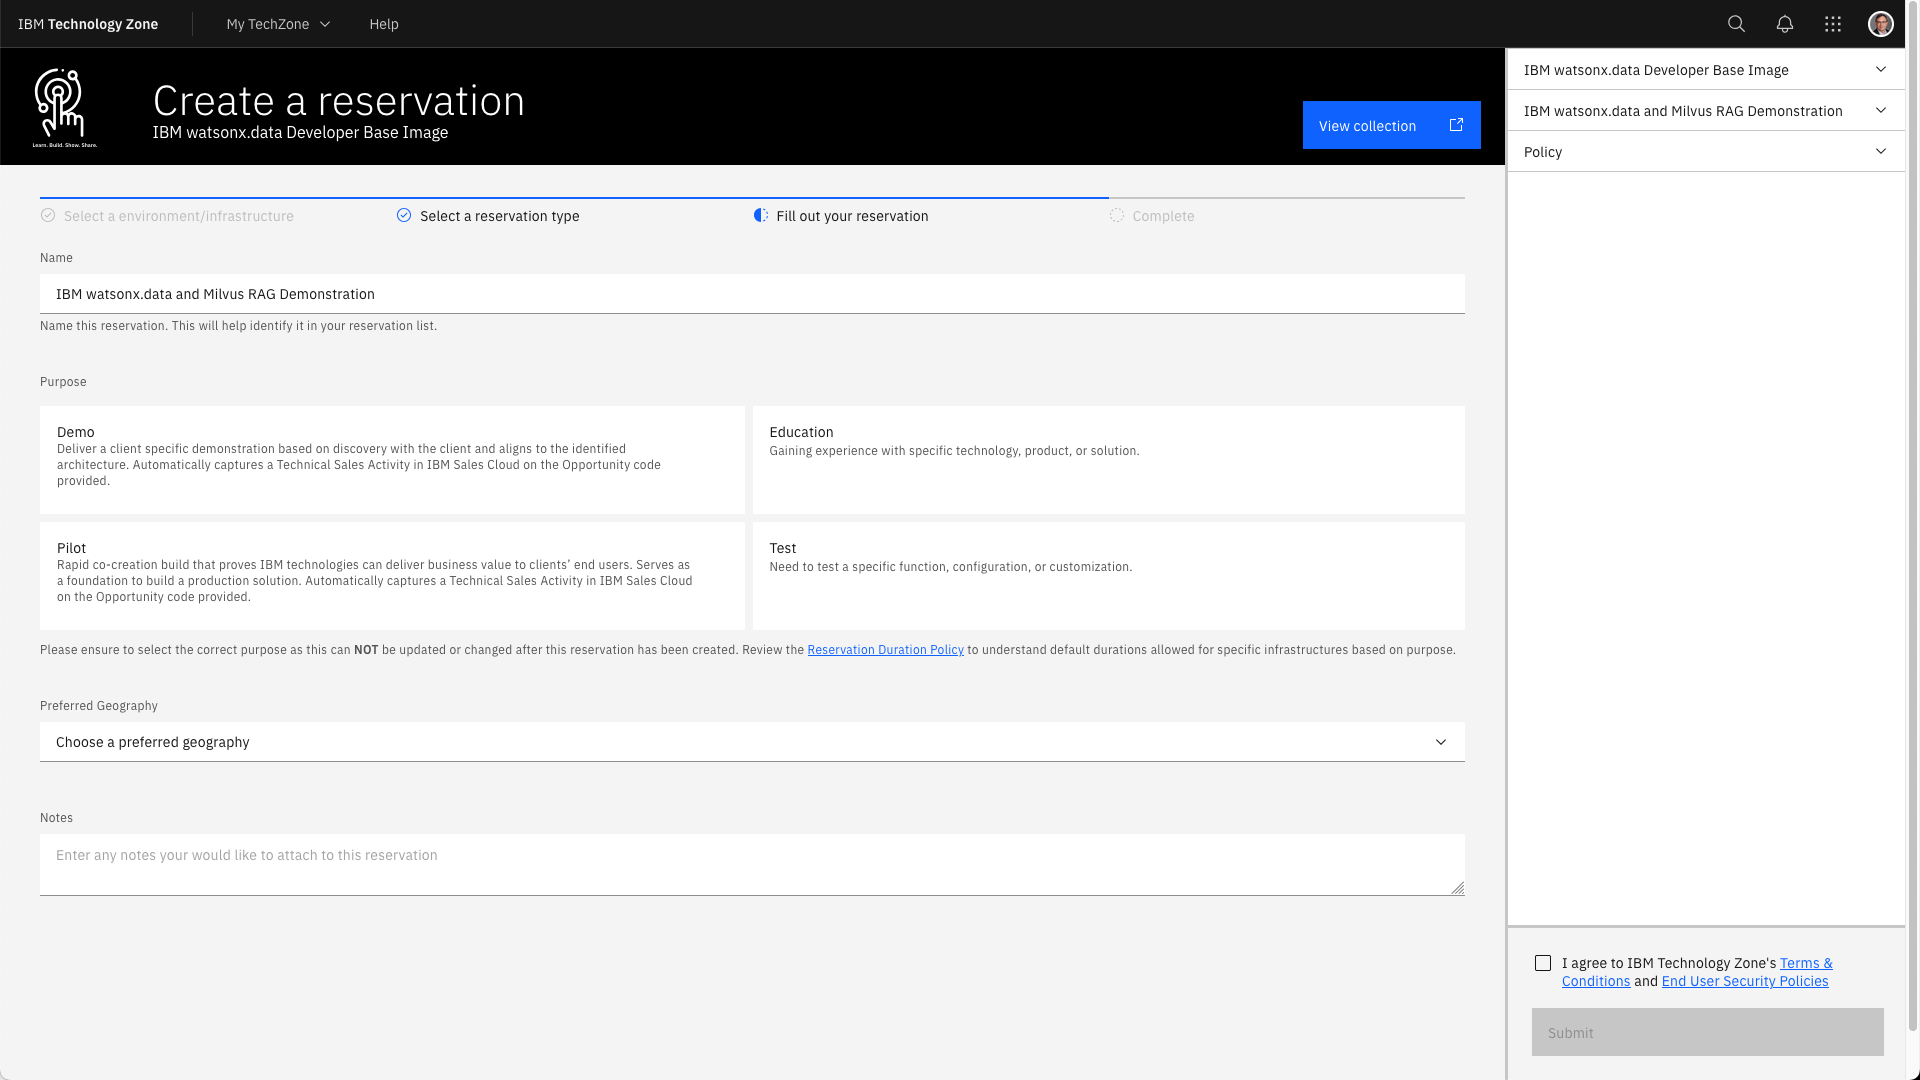 IBM Technology Zone
My TechZone
Help
Learn. Build. Show. Share.
Create a reservation
IBM watsonx.data Developer Base Image
View collection
Select a environment/infrastructure
Select a reservation type
Fill out your reservation
Complete
Name
IBM watsonx.data and Milvus RAG Demonstration
Name this reservation. This will help identify it in your reservation list.
Purpose
Demo
Deliver a client specific demonstration based on discovery with the client and aligns to the identified
architecture. Automatically captures a Technical Sales Activity in IBM Sales Cloud on the Opportunity code
provided.
Education
Gaining experience with specific technology, product, or solution.
Pilot
Rapid co-creation build that proves IBM technologies can deliver business value to clients’ end users. Serves as
a foundation to build a production solution. Automatically captures a Technical Sales Activity in IBM Sales Cloud
on the Opportunity code provided.
Test
Need to test a specific function, configuration, or customization.
Please ensure to select the correct purpose as this can NOT be updated or changed after this reservation has been created. Review the Reservation Duration Policy to understand default durations allowed for specific infrastructures based on purpose.
Preferred Geography
Choose a preferred geography
Notes
Enter any notes your would like to attach to this reservation
IBM watsonx.data Developer Base Image
IBM watsonx.data and Milvus RAG Demonstration
Policy
I agree to IBM Technology Zone's Terms &
Conditions and End User Security Policies
Submit